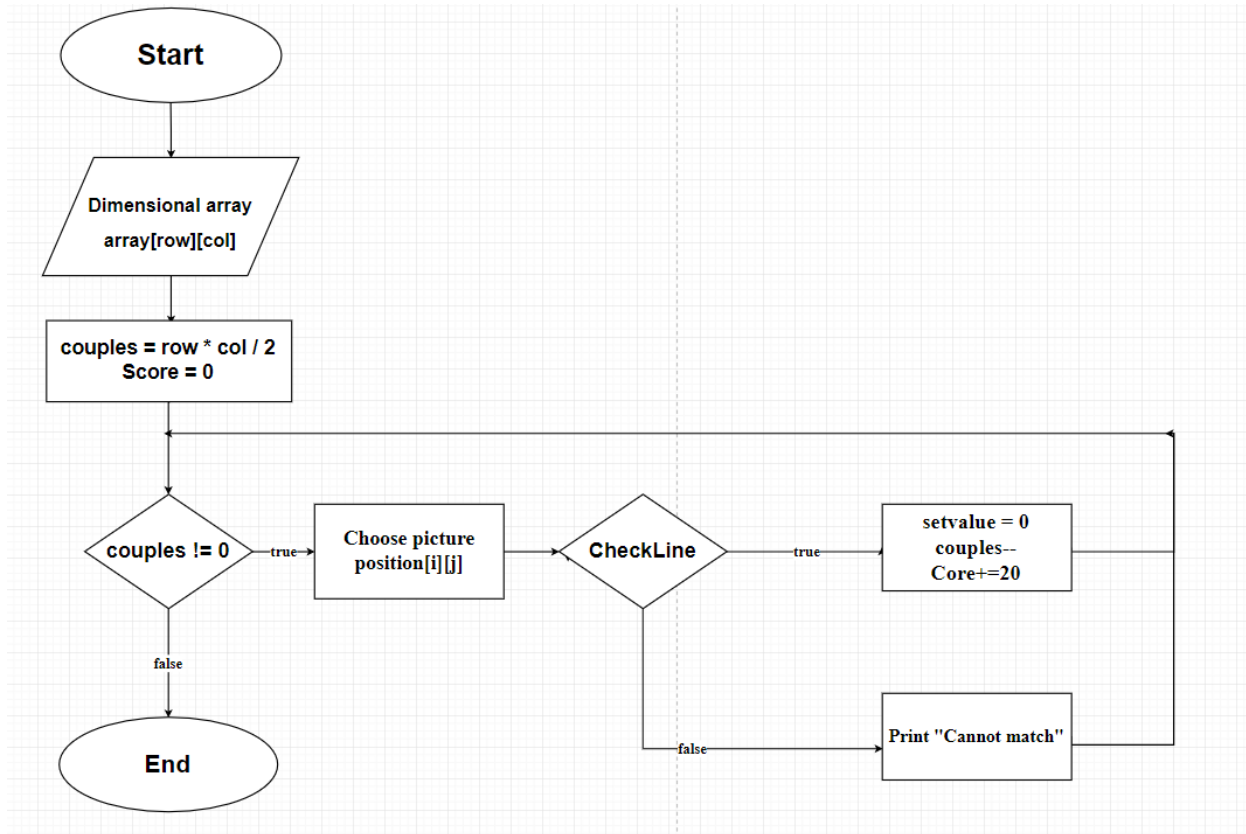 Start
Dimensional array
array[row][col]
couples = row * col / 2
Score = 0
couples != 0
true
Choose picture
position[i][j]
CheckLine
true
setvalue = 0
couples--
Core+=20
false
End
false
Print "Cannot match"